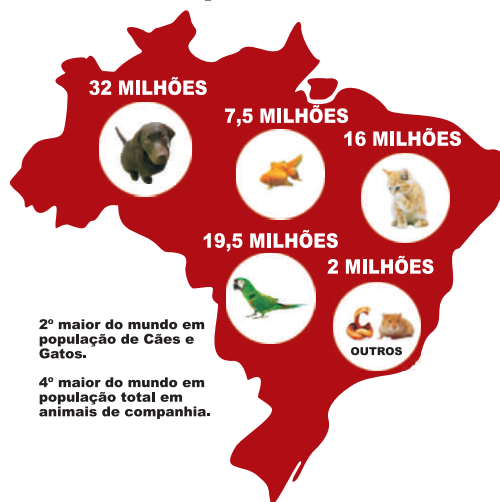 32 MILHÕES
7,5 MILHÕES
16 MILHÕES
19,5 MILHÕES
2 MILHÕES
OUTROS
2º maior do mundo em
população de Cães e
Gatos.
4º maior do mundo em
população total em
animais de companhia.